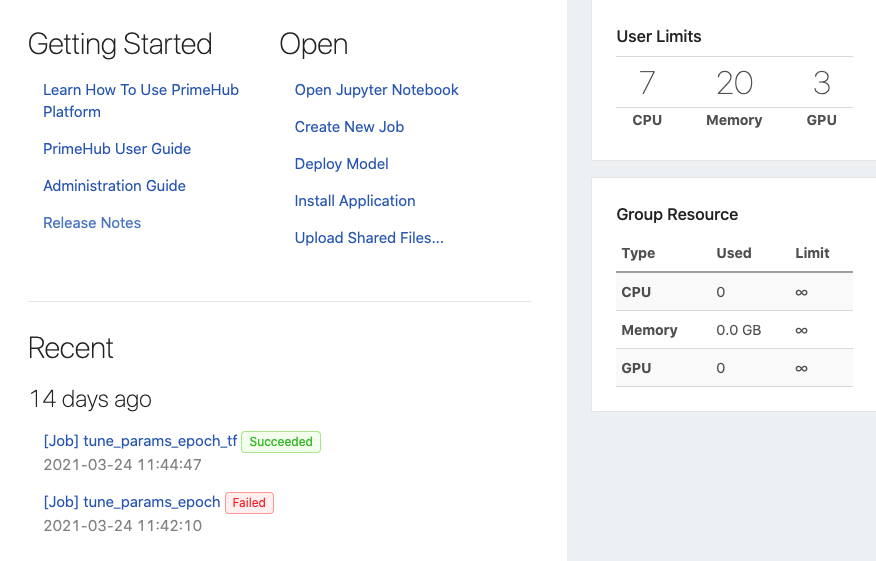 Getting Started
Learn How To Use PrimeHub
Platform
PrimeHub User Guide
Administration Guide
Release Notes
Open
Open Jupyter Notebook
Create New Job
Deploy Model
Install Application
Upload Shared Files...
Recent
14 days ago
[Job] tune_params_epoch_tf Succeeded
2021-03-24 11:44:47
[Job] tune_params_epoch Failed
2021-03-24 11:42:10
User Limits
7 20 3
CPU Memory GPU
Group Resource
Type Used Limit
CPU 0 ∞
Memory 0.0 GB ∞
GPU 0 ∞